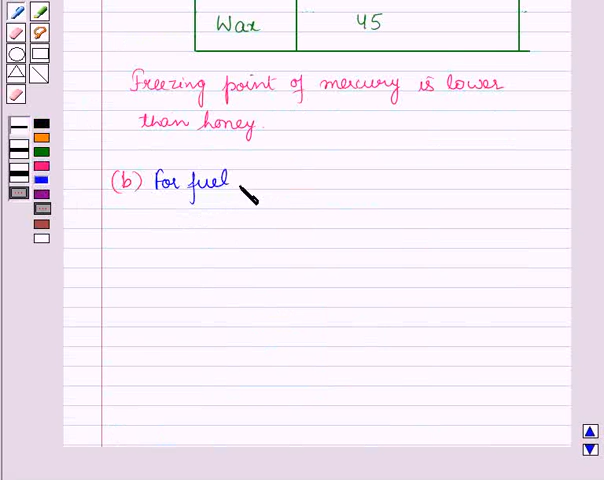 Wax 45
Freezing point of mercury is lower
than honey.
(b) For fuel